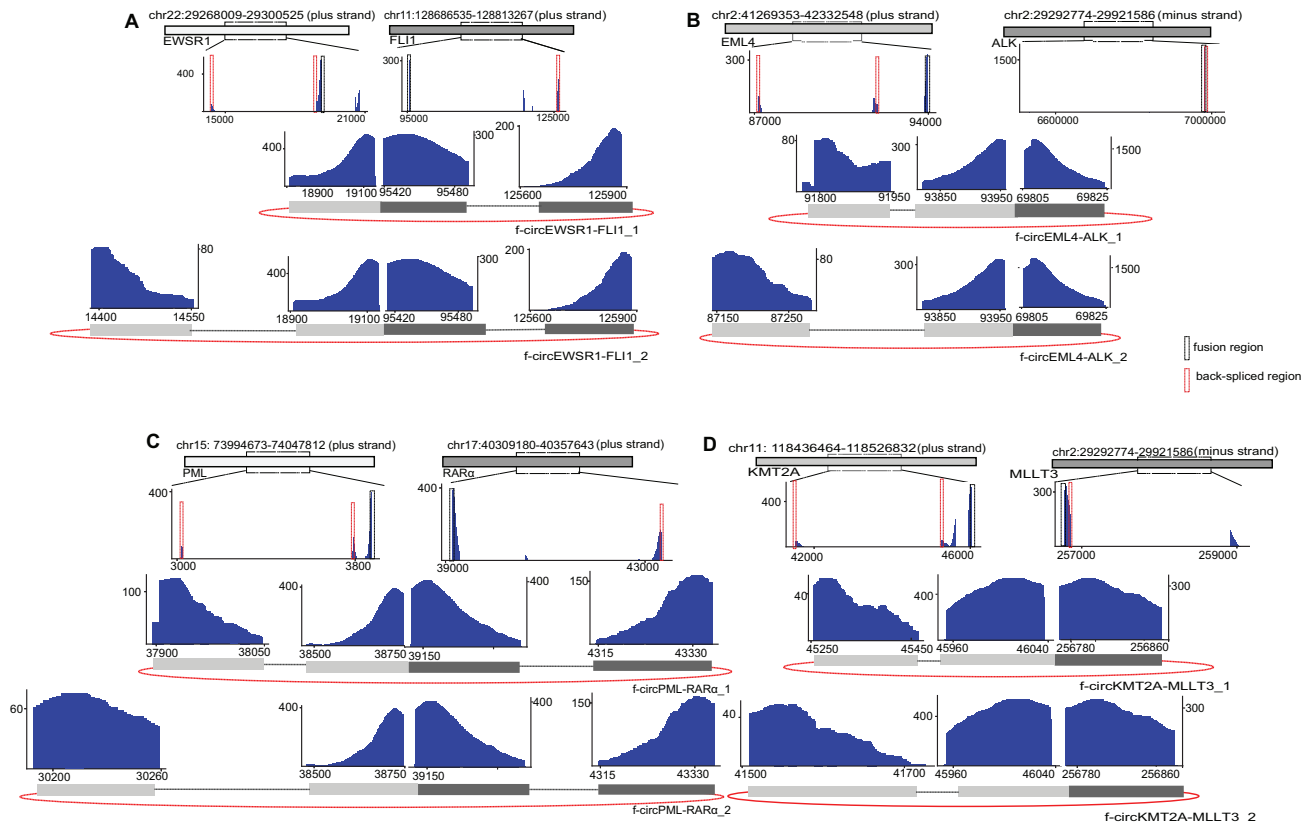 A
chr22:29268009-29300525 (plus strand)
chr11:128686535-128813267 (plus strand)
EWSR1
FLI1
400
300
15000 21000
95000 125000
400
300
200
18900 19100 95420 95480 125600 125900
f-circEWSR1-FLI1_1
80
400
300
200
14400 14550 18900 19100 95420 95480 125600 125900
f-circEWSR1-FLI1_2
B
chr2:41269353-42332548 (plus strand)
chr2:29292774-29921586 (minus strand)
EML4
ALK
300
1500
87000 94000
6600000 7000000
80
300
1500
91800 91950 93850 93950 69805 69825
f-circEML4-ALK_1
80
300
1500
87150 87250 93850 93950 69805 69825
f-circEML4-ALK_2
fusion region
back-spliced region
C
chr15: 73994673-74047812 (plus strand)
chr17:40309180-40357643 (plus strand)
PML
RARα
400
400
3000 3800
39000 43000
100
400
400
150
37900 38050 38500 38750 39150 4315 43330
f-circPML-RARα_1
60
400
400
150
30200 30260 38500 38750 39150 4315 43330
f-circPML-RARα_2
D
chr11: 118436464-118526832 (plus strand)
chr2:29292774-29921586 (minus strand)
KMT2A
MLLT3
400
300
42000 46000
257000 259000
40
400
300
45250 45450 45960 46040 256780 256860
f-circKMT2A-MLLT3_1
40
400
300
41500 41700 45960 46040 256780 256860
f-circKMT2A-MLLT3_2